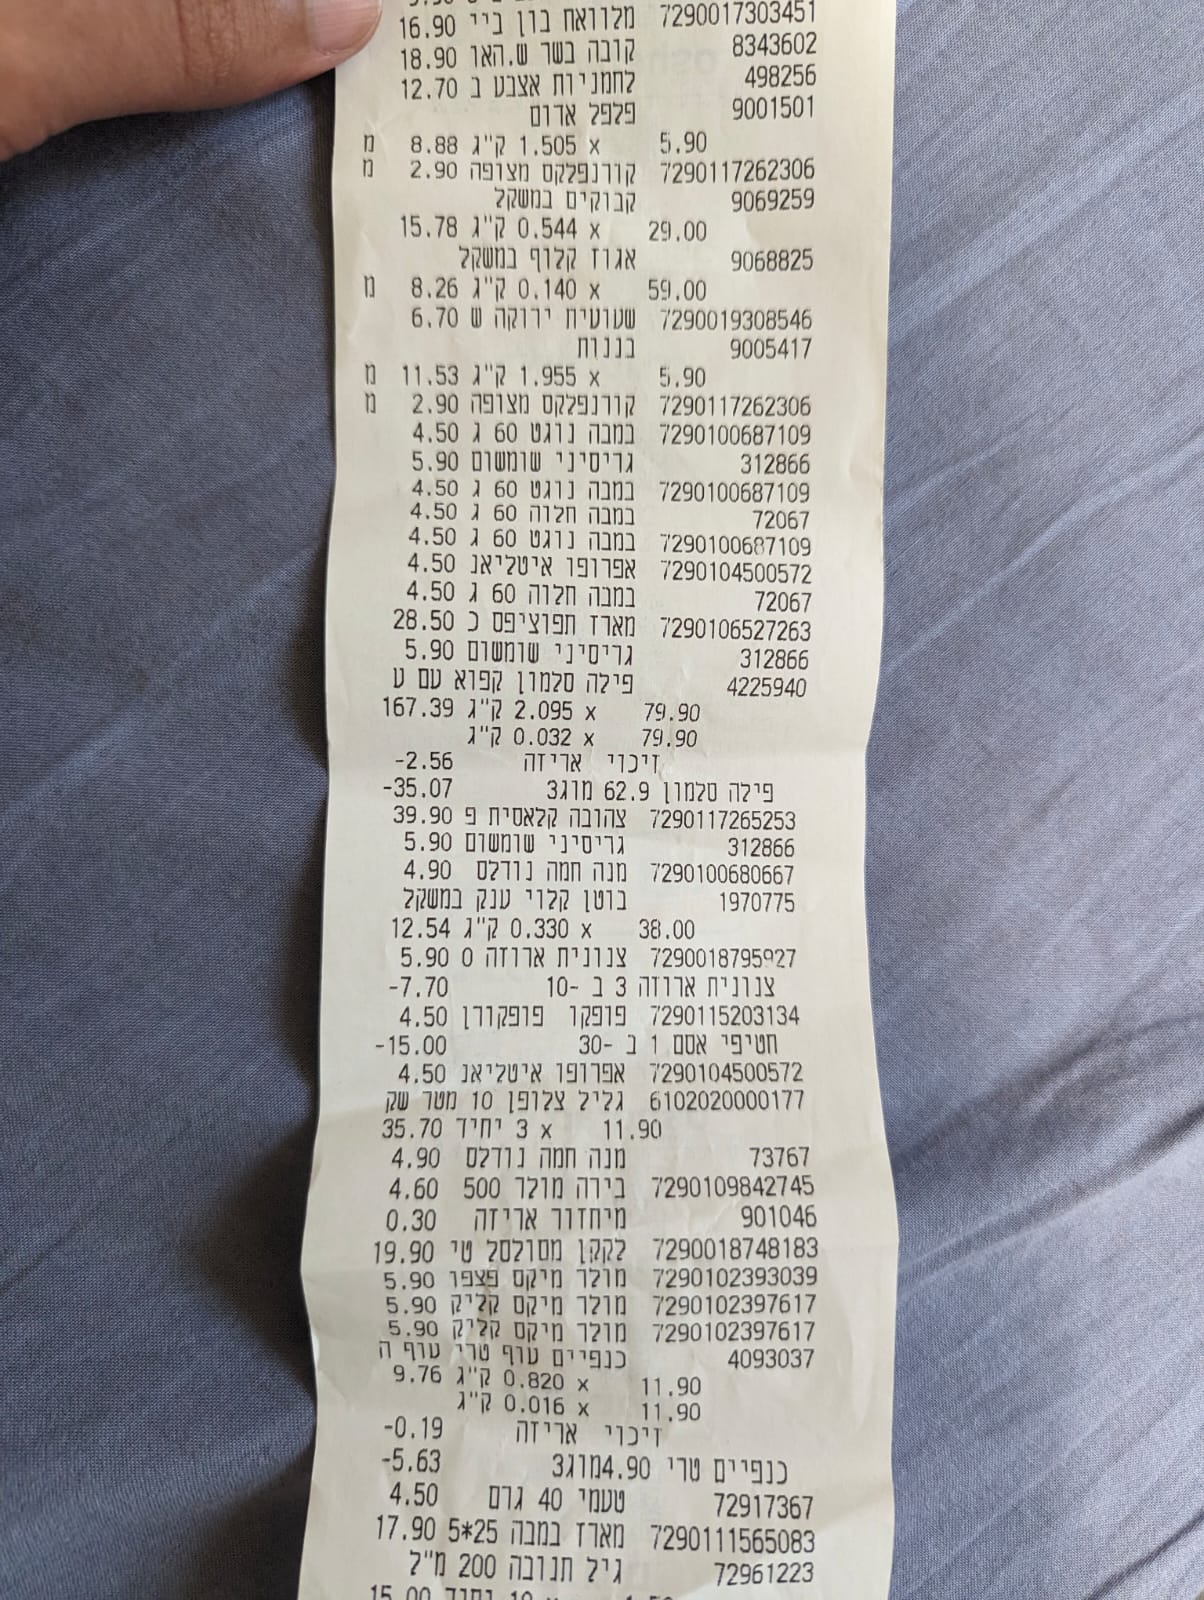 7290017303451 מלוואח בון ביי 16.90
8343602 קובה בשר ש.האו 18.90
498256 לחמניות אצבע ב 12.70
9001501 פלפל אדום
5.90 x 1.505 ק"ג 8.88 מ
7290117262306 קורנפלקס מצופה 2.90 מ
9069259 קבוקים במשקל
29.00 x 0.544 ק"ג 15.78
9068825 אגוז קלוף במשקל
59.00 x 0.140 ק"ג 8.26 מ
7290019308546 שעועית ירוקה ש 6.70
9005417 בננות
5.90 x 1.955 ק"ג 11.53 מ
7290117262306 קורנפלקס מצופה 2.90 מ
7290100687109 במבה נוגט 60 ג 4.50
312866 גריסיני שומשום 5.90
7290100687109 במבה נוגט 60 ג 4.50
72067 במבה חלוה 60 ג 4.50
7290100687109 במבה נוגט 60 ג 4.50
7290104500572 אפרופו איטליאנ 4.50
72067 במבה חלוה 60 ג 4.50
7290106527263 מארז תפוציפס כ 28.50
312866 גריסיני שומשום 5.90
4225940 פילה סלמון קפוא עם ע
79.90 x 2.095 ק"ג 167.39
79.90 x 0.032 ק"ג
זיכוי אריזה -2.56
פילה סלמון 62.9 מוג3 -35.07
7290117265253 צהובה קלאסית פ 39.90
312866 גריסיני שומשום 5.90
7290100680667 מנה חמה נודלס 4.90
1970775 בוטן קלוי ענק במשקל
38.00 x 0.330 ק"ג 12.54
7290018795927 צנונית ארוזה 0 5.90
צנונית ארוזה 3 ב -10 -7.70
7290115203134 פופקו פופקורן 4.50
חטיפי אסם 1 ב -30 -15.00
7290104500572 אפרופו איטליאנ 4.50
6102020000177 גליל צלופן 10 מטר שק
11.90 x 3 יחיד 35.70
73767 מנה חמה נודלס 4.90
7290109842745 בירה מולר 500 4.60
901046 מיחזור אריזה 0.30
7290018748183 לקקן מסולסל טי 19.90
7290102393039 מולר מיקס פצפו 5.90
7290102397617 מולר מיקס קליק 5.90
7290102397617 מולר מיקס קליק 5.90
4093037 כנפיים עוף טרי עוף ה
11.90 x 0.820 ק"ג 9.76
11.90 x 0.016 ק"ג
זיכוי אריזה -0.19
כנפיים טרי 4.90מוג3 -5.63
72917367 טעמי 40 גרם 4.50
7290111565083 מארז במבה 25*5 17.90
72961223 גיל תנובה 200 מ"ל